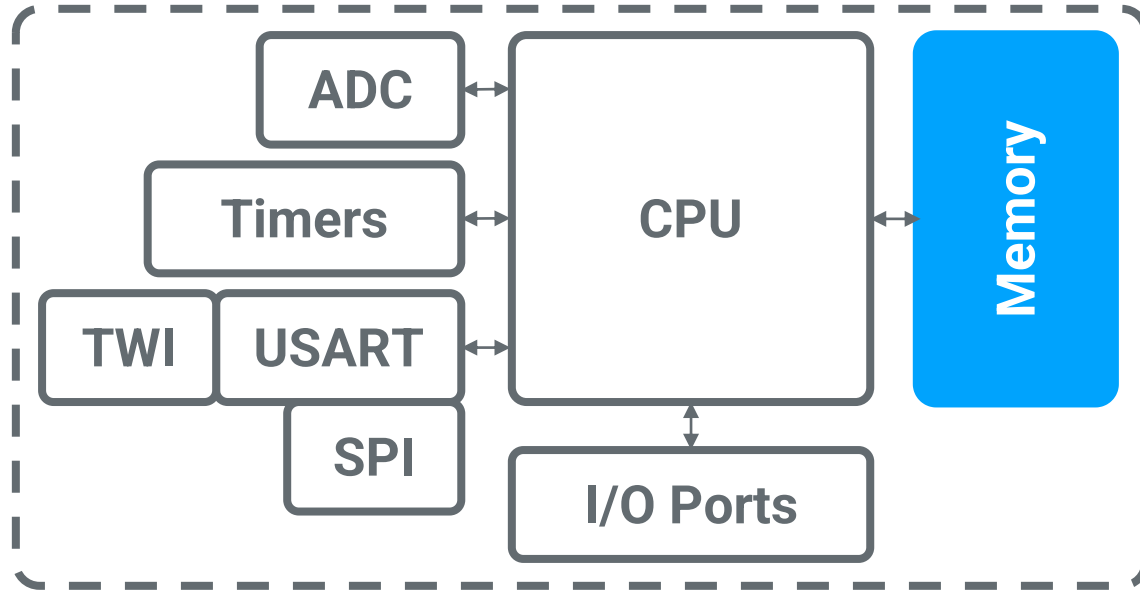 ADC
Timers
CPU
Memory
TWI
USART
SPI
I/O Ports